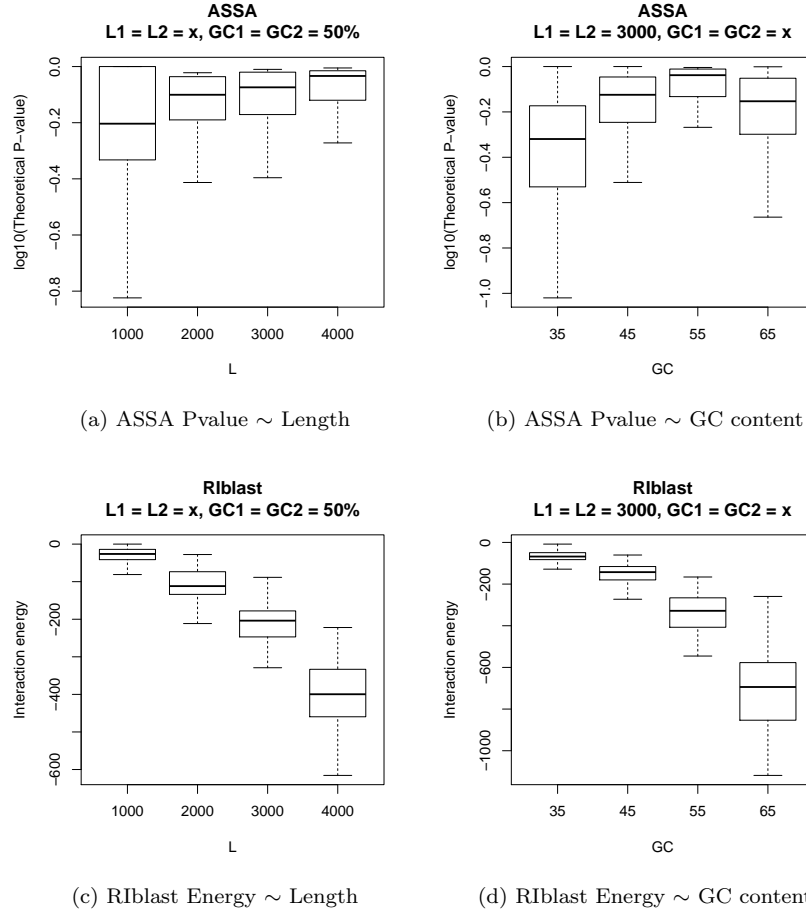 ASSA
L1 = L2 = x, GC1 = GC2 = 50%
log10(Theoretical P−value)
0.0
−0.2
−0.4
−0.6
−0.8
1000 2000 3000 4000
L
(a) ASSA Pvalue ∼ Length
ASSA
L1 = L2 = 3000, GC1 = GC2 = x
log10(Theoretical P−value)
0.0
−0.2
−0.4
−0.6
−0.8
−1.0
35 45 55 65
GC
(b) ASSA Pvalue ∼ GC content
RIblast
L1 = L2 = x, GC1 = GC2 = 50%
Interaction energy
0
−200
−400
−600
1000 2000 3000 4000
L
(c) RIblast Energy ∼ Length
RIblast
L1 = L2 = 3000, GC1 = GC2 = x
Interaction energy
0
−200
−600
−1000
35 45 55 65
GC
(d) RIblast Energy ∼ GC content